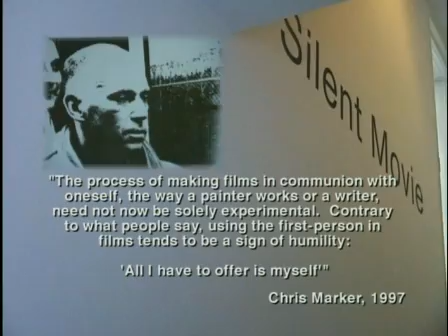 Silent Movie
"The process of making films in communion with
oneself, the way a painter works or a writer,
need not now be solely experimental.  Contrary
to what people say, using the first-person in
films tends to be a sign of humility:
'All I have to offer is myself'"
Chris Marker, 1997